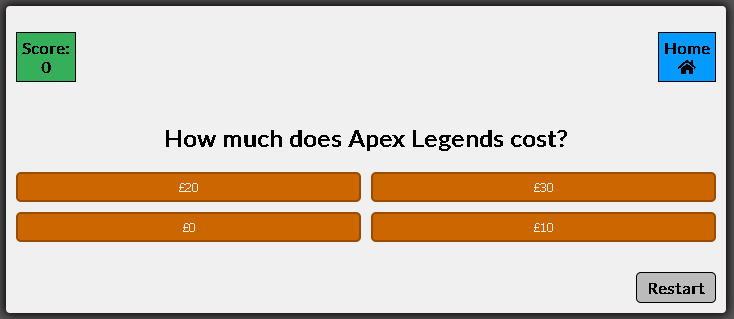 Score:
0
Home
How much does Apex Legends cost?
£20
£30
£0
£10
Restart